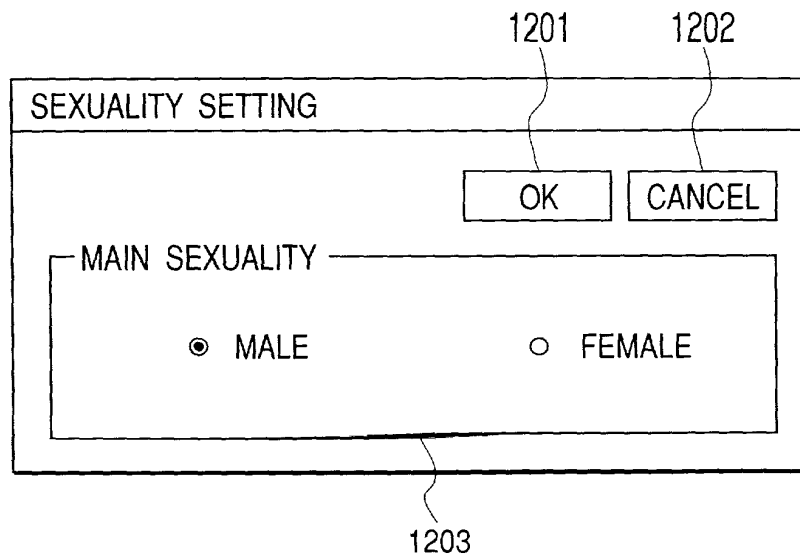 1201 1202
SEXUALITY SETTING
OK CANCEL
MAIN SEXUALITY
MALE FEMALE
1203